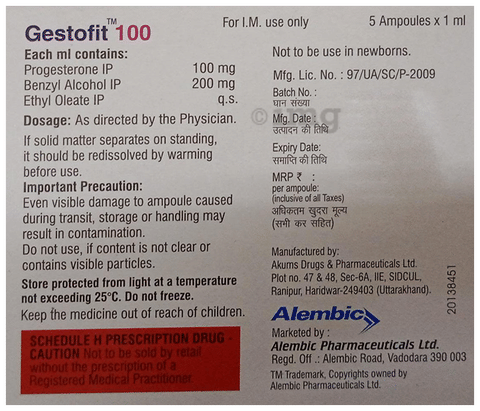 Gestofit™ 100
For I.M. use only
5 Ampoules x 1 ml
Each ml contains:
Progesterone IP 100 mg
Benzyl Alcohol IP 200 mg
Ethyl Oleate IP q.s.
Dosage: As directed by the Physician.
If solid matter separates on standing,
it should be redissolved by warming
before use.
Important Precaution:
Even visible damage to ampoule caused
during transit, storage or handling may
result in contamination.
Do not use, if content is not clear or
contains visible particles.
Store protected from light at a temperature
not exceeding 25°C. Do not freeze.
Keep the medicine out of reach of children.
SCHEDULE H PRESCRIPTION DRUG -
CAUTION Not to be sold by retail
without the prescription of a
Registered Medical Practitioner
Not to be used in newborns.
Mfg. Lic. No. : 97/UA/SC/P-2009
Batch No. :
घान संख्या
Mfg. Date :
उत्पादन की तिथि
Expiry Date:
समाप्ति की तिथि
MRP ₹ :
per ampoule:
(inclusive of all Taxes)
अधिकतम खुदरा मूल्य
(सभी कर सहित)
Manufactured by:
Akums Drugs & Pharmaceuticals Ltd.
Plot no. 47 & 48, Sec-6A, IIE, SIDCUL,
Ranipur, Haridwar-249403 (Uttarakhand).
Alembic
Marketed by :
Alembic Pharmaceuticals Ltd.
Regd. Off .: Alembic Road, Vadodara 390 003
TM Trademark, Copyrights owned by
Alembic Pharmaceuticals Ltd.
20138451